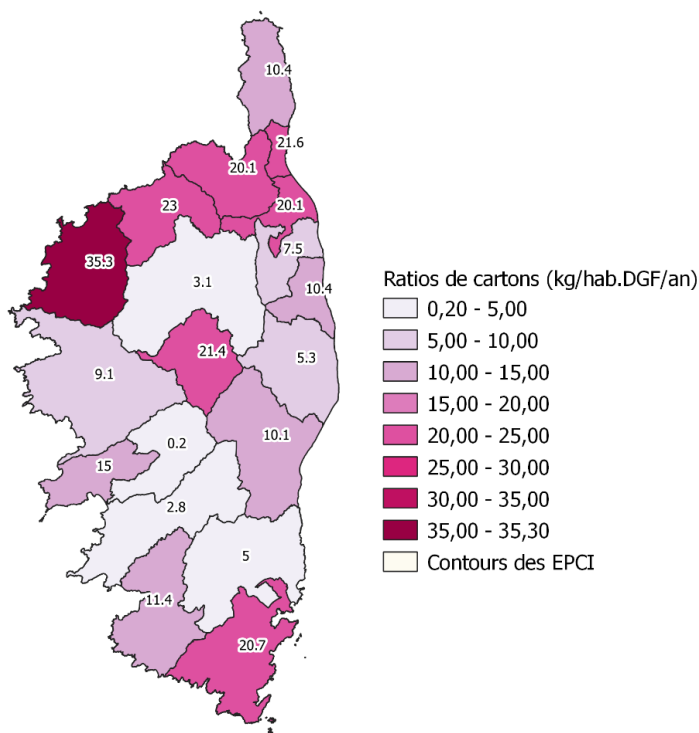 10.4
21.6
20.1
20.1
23
7.5
35.3
3.1
10.4
21.4
5.3
9.1
10.1
0.2
15
2.8
5
11.4
20.7
Ratios de cartons (kg/hab.DGF/an)
0,20 - 5,00
5,00 - 10,00
10,00 - 15,00
15,00 - 20,00
20,00 - 25,00
25,00 - 30,00
30,00 - 35,00
35,00 - 35,30
Contours des EPCI